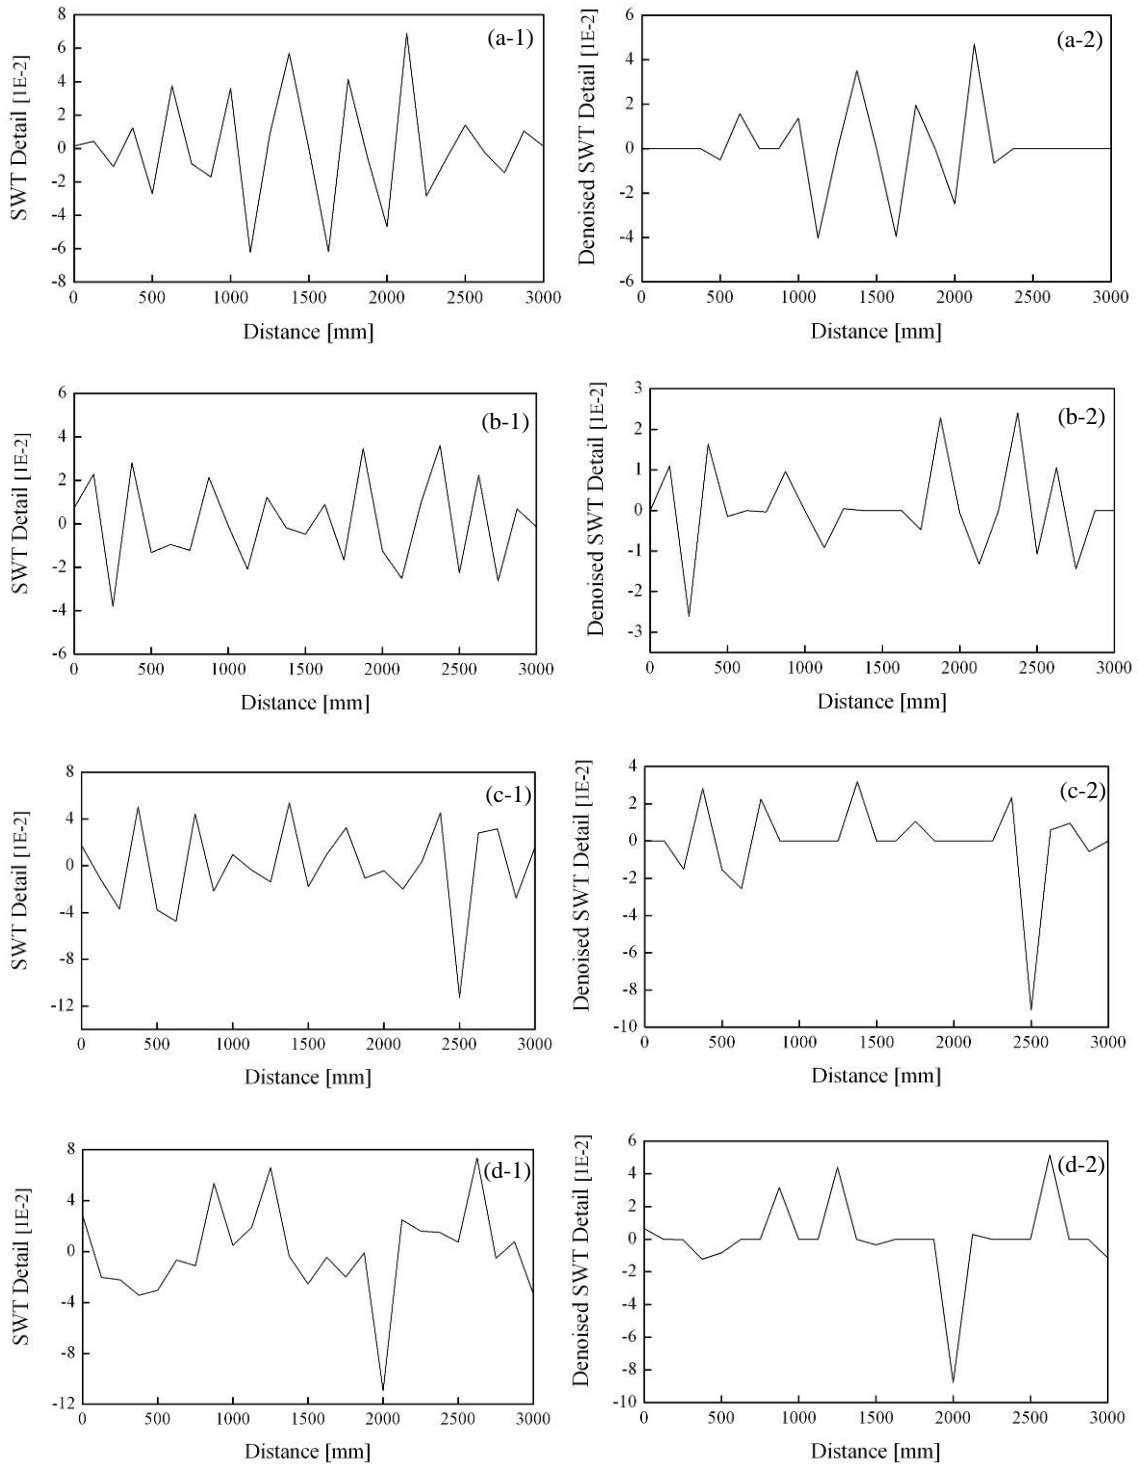 (a-1)
SWT Detail [1E-2]
8
6
4
2
0
-2
-4
-6
-8
0 500 1000 1500 2000 2500 3000
Distance [mm]
(a-2)
Denoised SWT Detail [1E-2]
6
4
2
0
-2
-4
-6
0 500 1000 1500 2000 2500 3000
Distance [mm]
(b-1)
SWT Detail [1E-2]
6
4
2
0
-2
-4
-6
0 500 1000 1500 2000 2500 3000
Distance [mm]
(b-2)
Denoised SWT Detail [1E-2]
3
2
1
0
-1
-2
-3
0 500 1000 1500 2000 2500 3000
Distance [mm]
(c-1)
SWT Detail [1E-2]
8
4
0
-4
-8
-12
0 500 1000 1500 2000 2500 3000
Distance [mm]
(c-2)
Denoised SWT Detail [1E-2]
4
2
0
-2
-4
-6
-8
-10
0 500 1000 1500 2000 2500 3000
Distance [mm]
(d-1)
SWT Detail [1E-2]
8
4
0
-4
-8
-12
0 500 1000 1500 2000 2500 3000
Distance [mm]
(d-2)
Denoised SWT Detail [1E-2]
6
4
2
0
-2
-4
-6
-8
-10
0 500 1000 1500 2000 2500 3000
Distance [mm]